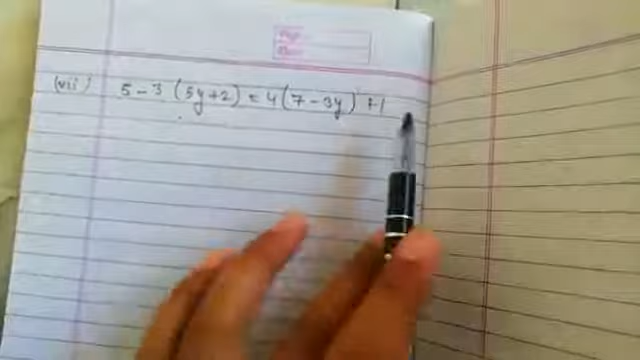 (vii) 5 - 3 (5y + 2) = 4 (7 - 3y) + 1